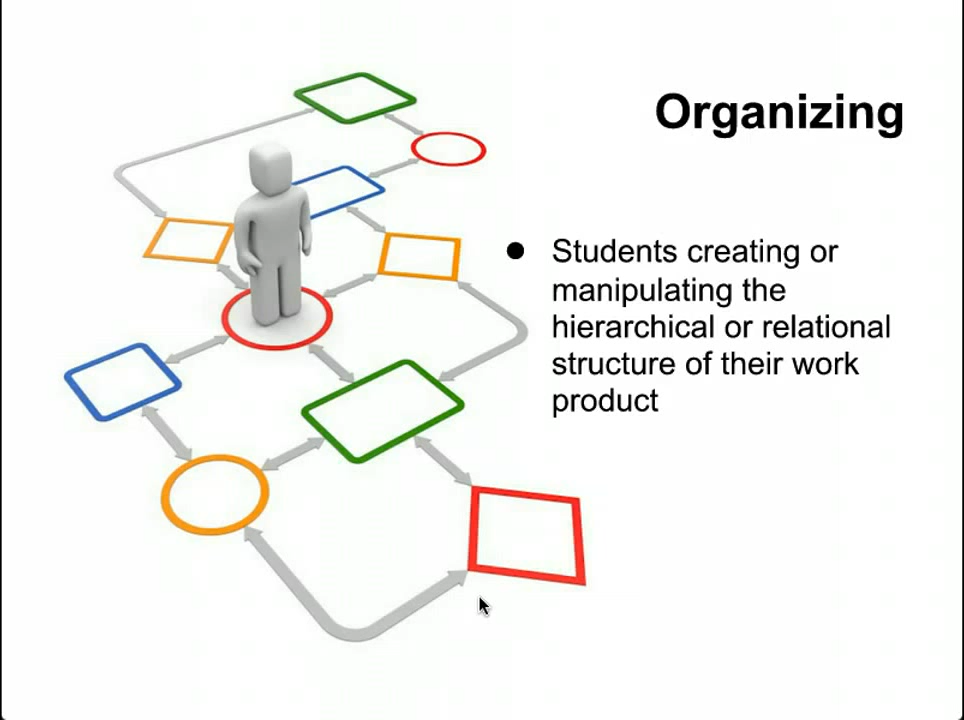 Organizing
● Students creating or
manipulating the
hierarchical or relational
structure of their work
product